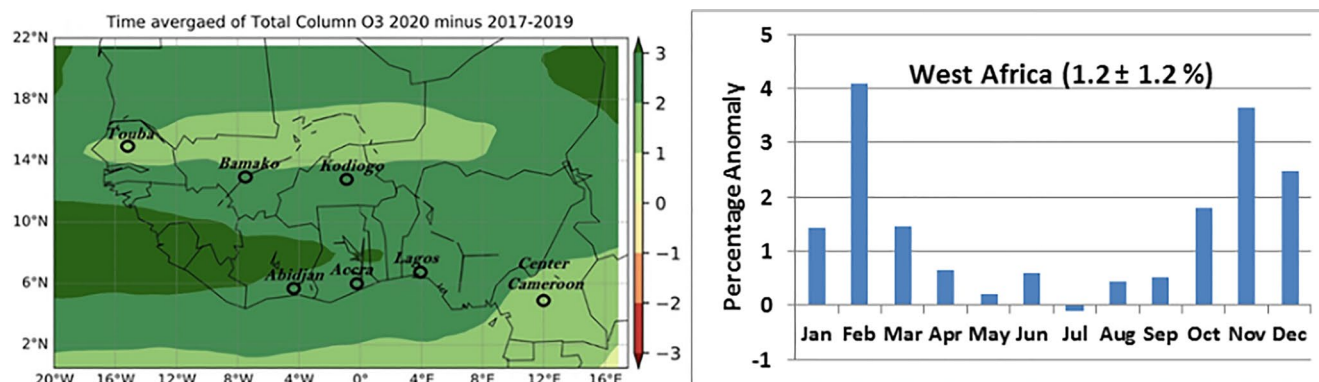 Time avergaed of Total Column O3 2020 minus 2017-2019
22°N
18°N
14°N
10°N
6°N
2°N
Touba
Bamako
Kodiogo
Abidjan
Accra
Lagos
Center
Cameroon
20°W 16°W 12°W 8°W 4°W 0° 4°E 8°E 12°E 16°E
3
2
1
0
−1
−2
−3
West Africa (1.2 ± 1.2 %)
Percentage Anomaly
5
4
3
2
1
0
-1
Jan Feb Mar Apr May Jun Jul Aug Sep Oct Nov Dec